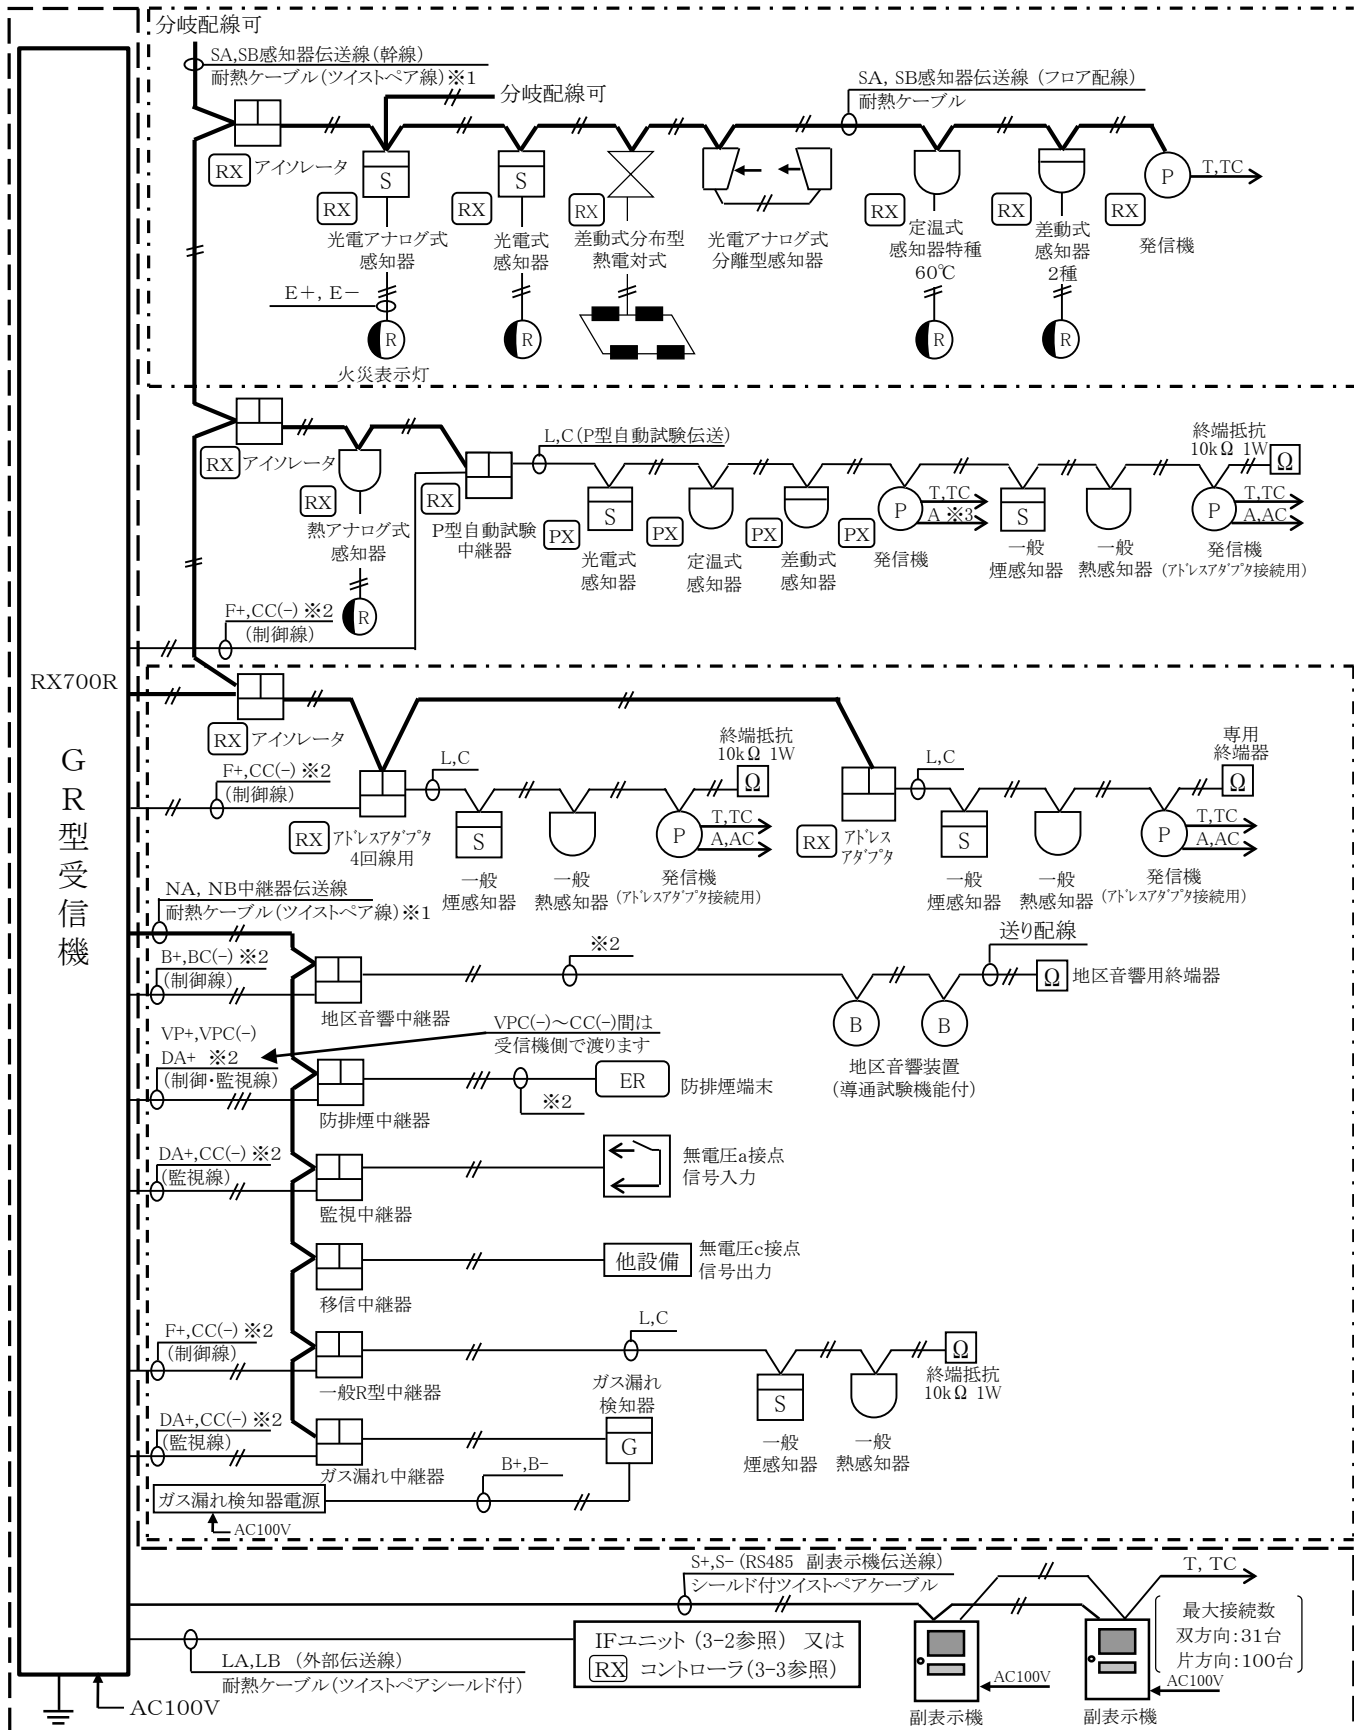 分岐配線可
SA,SB感知器伝送線(幹線)
耐熱ケーブル(ツイストペア線)※1
分岐配線可
SA, SB感知器伝送線 (フロア配線)
耐熱ケーブル
RX アイソレータ
S
RX
光電アナログ式
感知器
S
RX
光電式
感知器
RX
差動式分布型
熱電対式
光電アナログ式
分離型感知器
RX
定温式
感知器特種
60℃
RX
差動式
感知器
2種
P
T,TC
RX
発信機
E+, E−
R
火災表示灯
R
R
R
RX アイソレータ
RX
熱アナログ式
感知器
R
RX
P型自動試験
中継器
L,C(P型自動試験伝送)
S
PX
光電式
感知器
PX
定温式
感知器
PX
差動式
感知器
P
T,TC
A ※3
PX
発信機
S
一般
煙感知器
一般
熱感知器
終端抵抗
10kΩ 1W
Ω
P
T,TC
A,AC
発信機
(アドレスアダプタ接続用)
F+,CC(-) ※2
(制御線)
RX700R
GR型受信機
RX アイソレータ
F+,CC(-) ※2
(制御線)
RX アドレスアダプタ
4回線用
L,C
S
一般
煙感知器
一般
熱感知器
終端抵抗
10kΩ 1W
Ω
P
T,TC
A,AC
発信機
(アドレスアダプタ接続用)
RX アドレス
アダプタ
L,C
S
一般
煙感知器
一般
熱感知器
専用
終端器
Ω
P
T,TC
A,AC
発信機
(アドレスアダプタ接続用)
NA, NB中継器伝送線
耐熱ケーブル(ツイストペア線)※1
B+,BC(-) ※2
(制御線)
地区音響中継器
※2
B
B
送り配線
Ω 地区音響用終端器
地区音響装置
(導通試験機能付)
VP+,VPC(-)
DA+ ※2
(制御・監視線)
VPC(-)～CC(-)間は
受信機側で渡ります
防排煙中継器
※2
ER 防排煙端末
DA+,CC(-) ※2
(監視線)
監視中継器
無電圧a接点
信号入力
移信中継器
他設備
無電圧c接点
信号出力
F+,CC(-) ※2
(制御線)
一般R型中継器
L,C
S
一般
煙感知器
一般
熱感知器
Ω
終端抵抗
10kΩ 1W
DA+,CC(-) ※2
(監視線)
ガス漏れ中継器
ガス漏れ
検知器
G
B+,B-
ガス漏れ検知器電源
AC100V
S+,S- (RS485 副表示機伝送線)
シールド付ツイストペアケーブル
T, TC
最大接続数
双方向:31台
片方向:100台
AC100V
副表示機
AC100V
副表示機
LA,LB (外部伝送線)
耐熱ケーブル(ツイストペアシールド付)
IFユニット (3-2参照) 又は
RX コントローラ(3-3参照)
AC100V